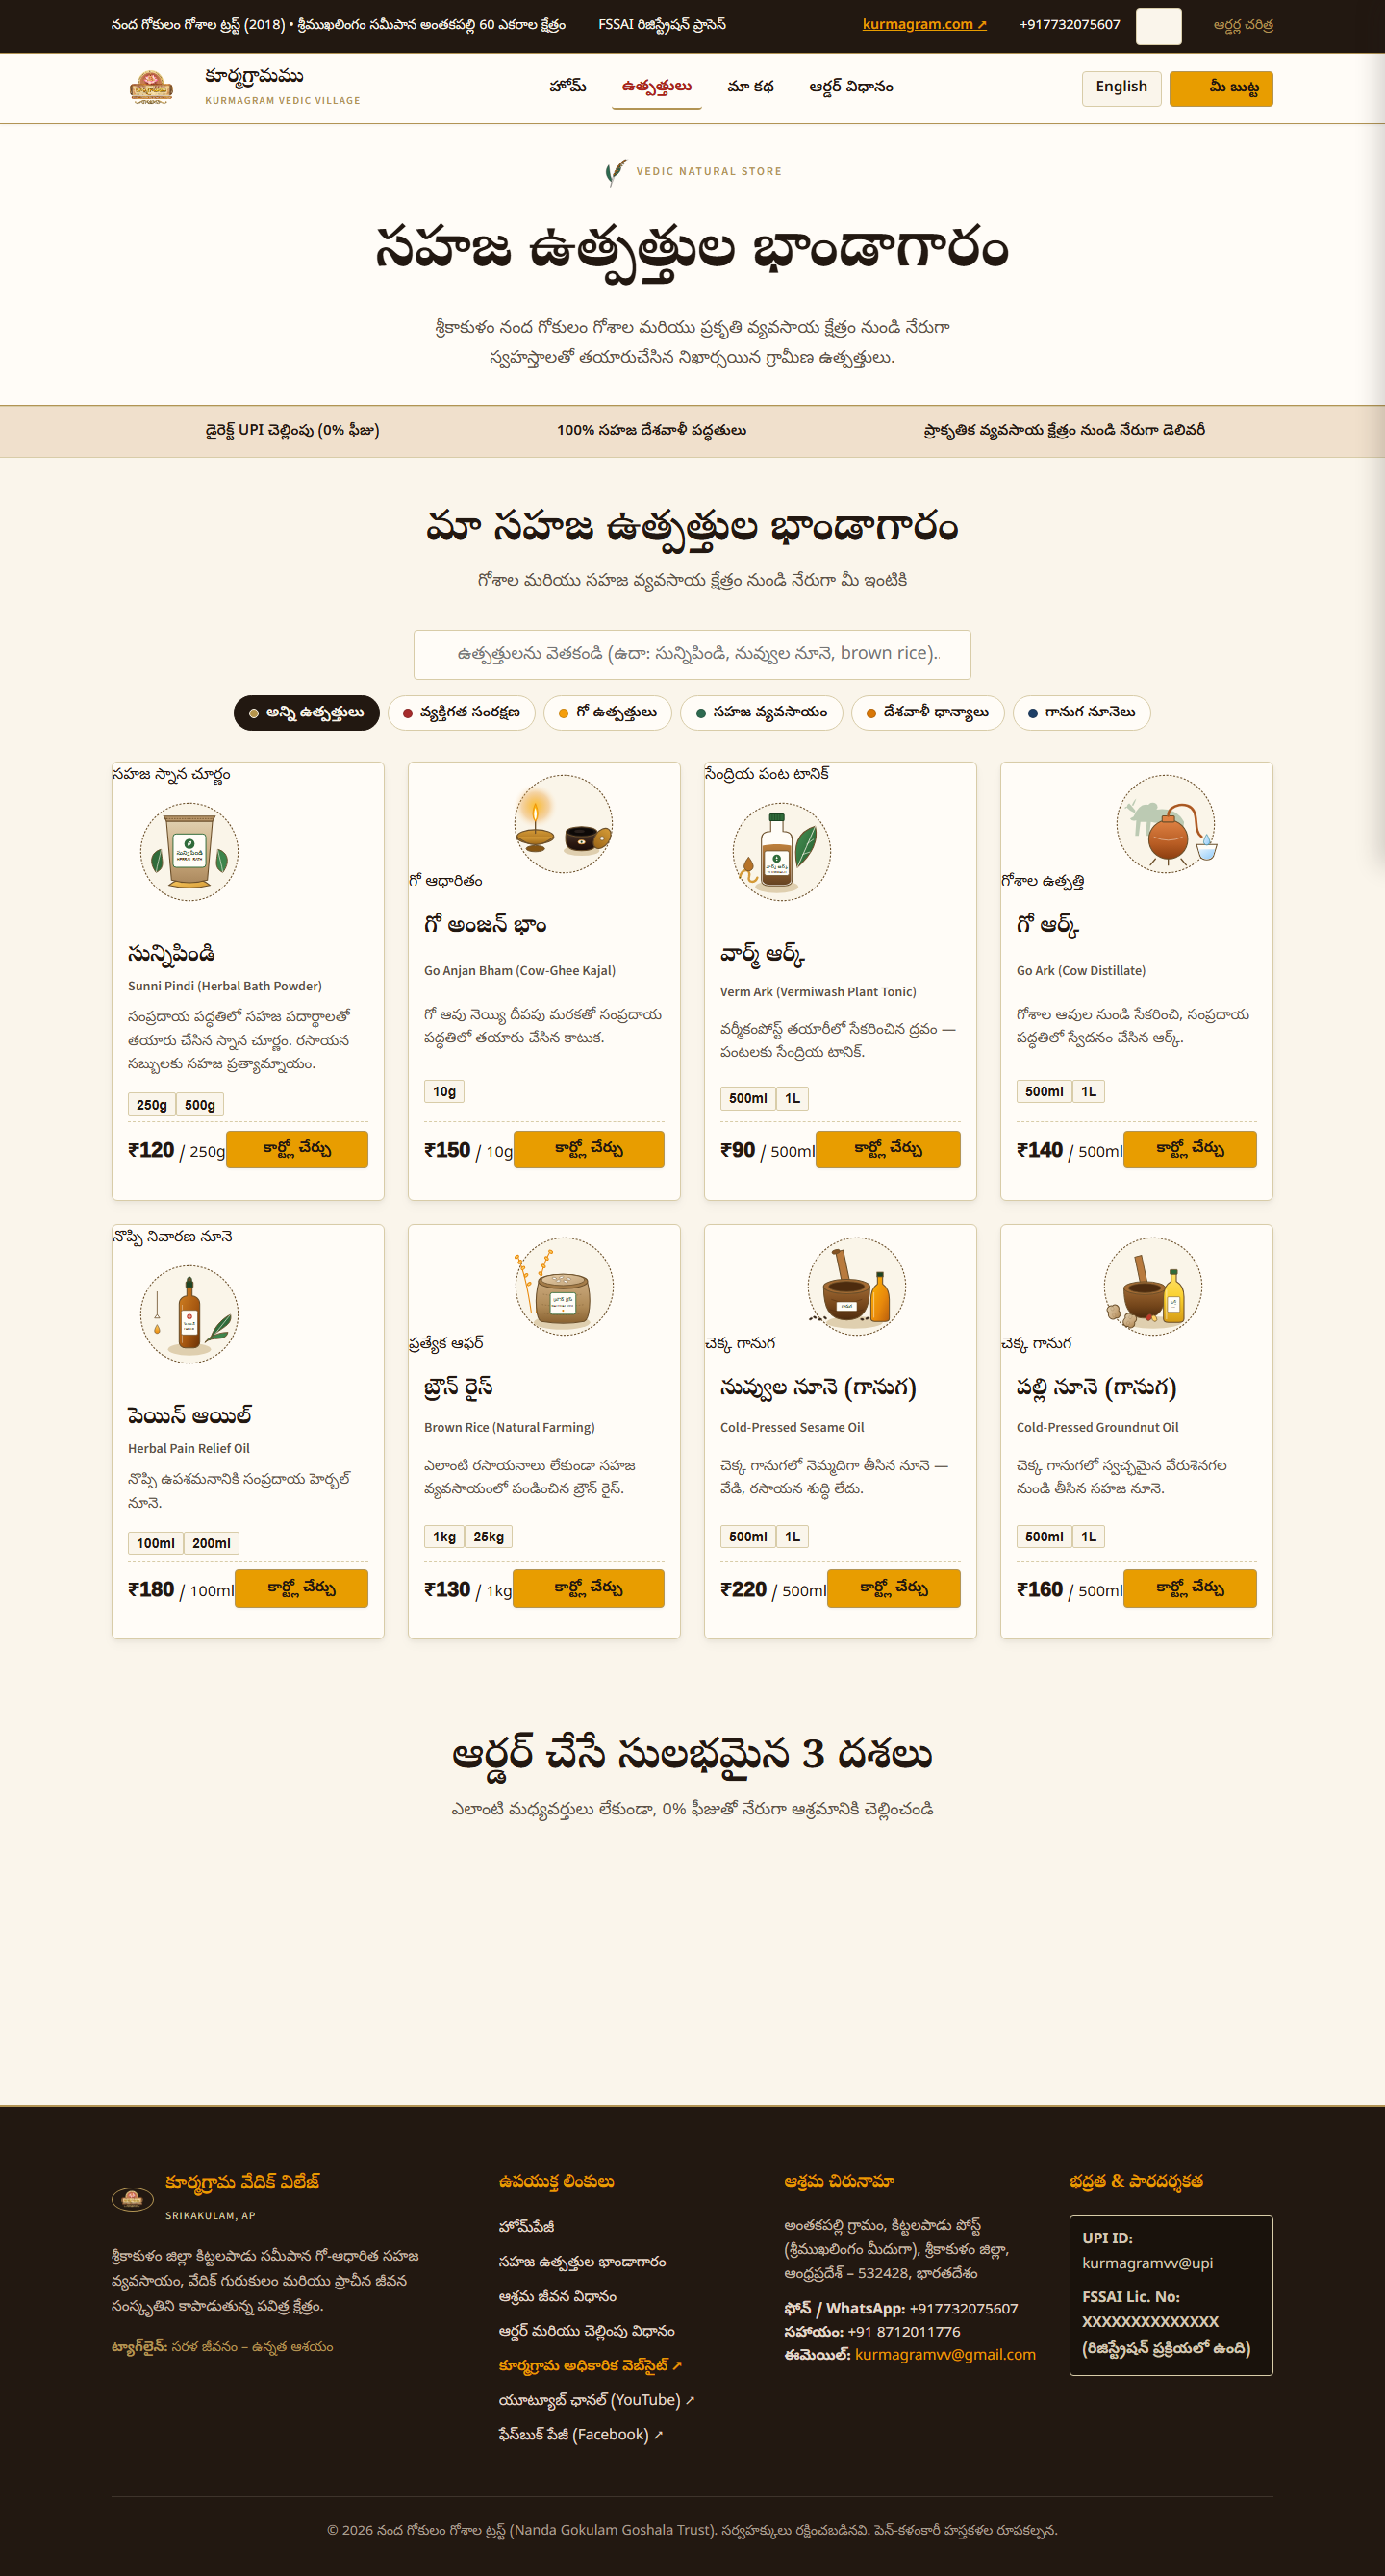 నంద గోకులం గోశాల ట్రస్ట్ (2018) • శ్రీముఖలింగం సమీపాన అంతకపల్లి 60 ఎకరాల క్షేత్రం
FSSAI రిజిస్ట్రేషన్ ప్రాసెస్
kurmagram.com ↗
+917732075607
ఆర్డర్ల చరిత్ర
కూర్మగ్రామము
KURMAGRAM VEDIC VILLAGE
హోమ్
ఉత్పత్తులు
మా కథ
ఆర్డర్ విధానం
English
మీ బుట్ట
VEDIC NATURAL STORE
సహజ ఉత్పత్తుల భాండాగారం
శ్రీకాకుళం నంద గోకులం గోశాల మరియు ప్రకృతి వ్యవసాయ క్షేత్రం నుండి నేరుగా
స్వహస్తాలతో తయారుచేసిన నిఖార్సయిన గ్రామీణ ఉత్పత్తులు.
డైరెక్ట్ UPI చెల్లింపు (0% ఫీజు)
100% సహజ దేశవాళీ పద్ధతులు
ప్రాకృతిక వ్యవసాయ క్షేత్రం నుండి నేరుగా డెలివరీ
మా సహజ ఉత్పత్తుల భాండాగారం
గోశాల మరియు సహజ వ్యవసాయ క్షేత్రం నుండి నేరుగా మీ ఇంటికి
ఉత్పత్తులను వెతకండి (ఉదా: సున్నిపిండి, నువ్వుల నూనె, brown rice)..
అన్ని ఉత్పత్తులు
వ్యక్తిగత సంరక్షణ
గో ఉత్పత్తులు
సహజ వ్యవసాయం
దేశవాళీ ధాన్యాలు
గానుగ నూనెలు
సహజ స్నాన చూర్ణం
సున్నిపిండి
Sunni Pindi (Herbal Bath Powder)
సంప్రదాయ పద్ధతిలో సహజ పదార్థాలతో
తయారు చేసిన స్నాన చూర్ణం. రసాయన
సబ్బులకు సహజ ప్రత్యామ్నాయం.
250g
500g
₹120 / 250g
కార్ట్లో చేర్చు
గో ఆధారితం
గో అంజన్ భాం
Go Anjan Bham (Cow-Ghee Kajal)
గో ఆవు నెయ్యి దీపపు మరకతో సంప్రదాయ
పద్ధతిలో తయారు చేసిన కాటుక.
10g
₹150 / 10g
కార్ట్లో చేర్చు
సేంద్రియ పంట టానిక్
వార్మ్ ఆర్క్
Verm Ark (Vermiwash Plant Tonic)
వర్మీకంపోస్ట్ తయారీలో సేకరించిన ద్రవం —
పంటలకు సేంద్రియ టానిక్.
500ml
1L
₹90 / 500ml
కార్ట్లో చేర్చు
గోశాల ఉత్పత్తి
గో ఆర్క్
Go Ark (Cow Distillate)
గోశాల ఆవుల నుండి సేకరించి, సంప్రదాయ
పద్ధతిలో స్వేదనం చేసిన ఆర్క్.
500ml
1L
₹140 / 500ml
కార్ట్లో చేర్చు
నొప్పి నివారణ నూనె
పెయిన్ ఆయిల్
Herbal Pain Relief Oil
నొప్పి ఉపశమనానికి సంప్రదాయ హెర్బల్
నూనె.
100ml
200ml
₹180 / 100ml
కార్ట్లో చేర్చు
ప్రత్యేక ఆఫర్
బ్రౌన్ రైస్
Brown Rice (Natural Farming)
ఎలాంటి రసాయనాలు లేకుండా సహజ
వ్యవసాయంలో పండించిన బ్రౌన్ రైస్.
1kg
25kg
₹130 / 1kg
కార్ట్లో చేర్చు
చెక్క గానుగ
నువ్వుల నూనె (గానుగ)
Cold-Pressed Sesame Oil
చెక్క గానుగలో నెమ్మదిగా తీసిన నూనె —
వేడి, రసాయన శుద్ధి లేదు.
500ml
1L
₹220 / 500ml
కార్ట్లో చేర్చు
చెక్క గానుగ
పల్లి నూనె (గానుగ)
Cold-Pressed Groundnut Oil
చెక్క గానుగలో స్వచ్ఛమైన వేరుశెనగల
నుండి తీసిన సహజ నూనె.
500ml
1L
₹160 / 500ml
కార్ట్లో చేర్చు
ఆర్డర్ చేసే సులభమైన 3 దశలు
ఎలాంటి మధ్యవర్తులు లేకుండా, 0% ఫీజుతో నేరుగా ఆశ్రమానికి చెల్లించండి
కూర్మగ్రామ వేదిక్ విలేజ్
SRIKAKULAM, AP
శ్రీకాకుళం జిల్లా కిట్టలపాడు సమీపాన గో-ఆధారిత సహజ
వ్యవసాయం, వేదిక్ గురుకులం మరియు ప్రాచీన జీవన
సంస్కృతిని కాపాడుతున్న పవిత్ర క్షేత్రం.
ట్యాగ్‌లైన్: సరళ జీవనం – ఉన్నత ఆశయం
ఉపయుక్త లింకులు
హోమ్‌పేజీ
సహజ ఉత్పత్తుల భాండాగారం
ఆశ్రమ జీవన విధానం
ఆర్డర్ మరియు చెల్లింపు విధానం
కూర్మగ్రామ అధికారిక వెబ్‌సైట్ ↗
యూట్యూబ్ ఛానల్ (YouTube) ↗
ఫేస్‌బుక్ పేజీ (Facebook) ↗
ఆశ్రమ చిరునామా
అంతకపల్లి గ్రామం, కిట్టలపాడు పోస్ట్
(శ్రీముఖలింగం మీదుగా), శ్రీకాకుళం జిల్లా,
ఆంధ్రప్రదేశ్ – 532428, భారతదేశం
ఫోన్ / WhatsApp: +917732075607
సహాయం: +91 8712011776
ఈమెయిల్: kurmagramvv@gmail.com
భద్రత & పారదర్శకత
UPI ID:
kurmagramvv@upi
FSSAI Lic. No:
XXXXXXXXXXXXXX
(రిజిస్ట్రేషన్ ప్రక్రియలో ఉంది)
© 2026 నంద గోకులం గోశాల ట్రస్ట్ (Nanda Gokulam Goshala Trust). సర్వహక్కులు రక్షించబడినవి. పెన్-కళంకారీ హస్తకళల రూపకల్పన.